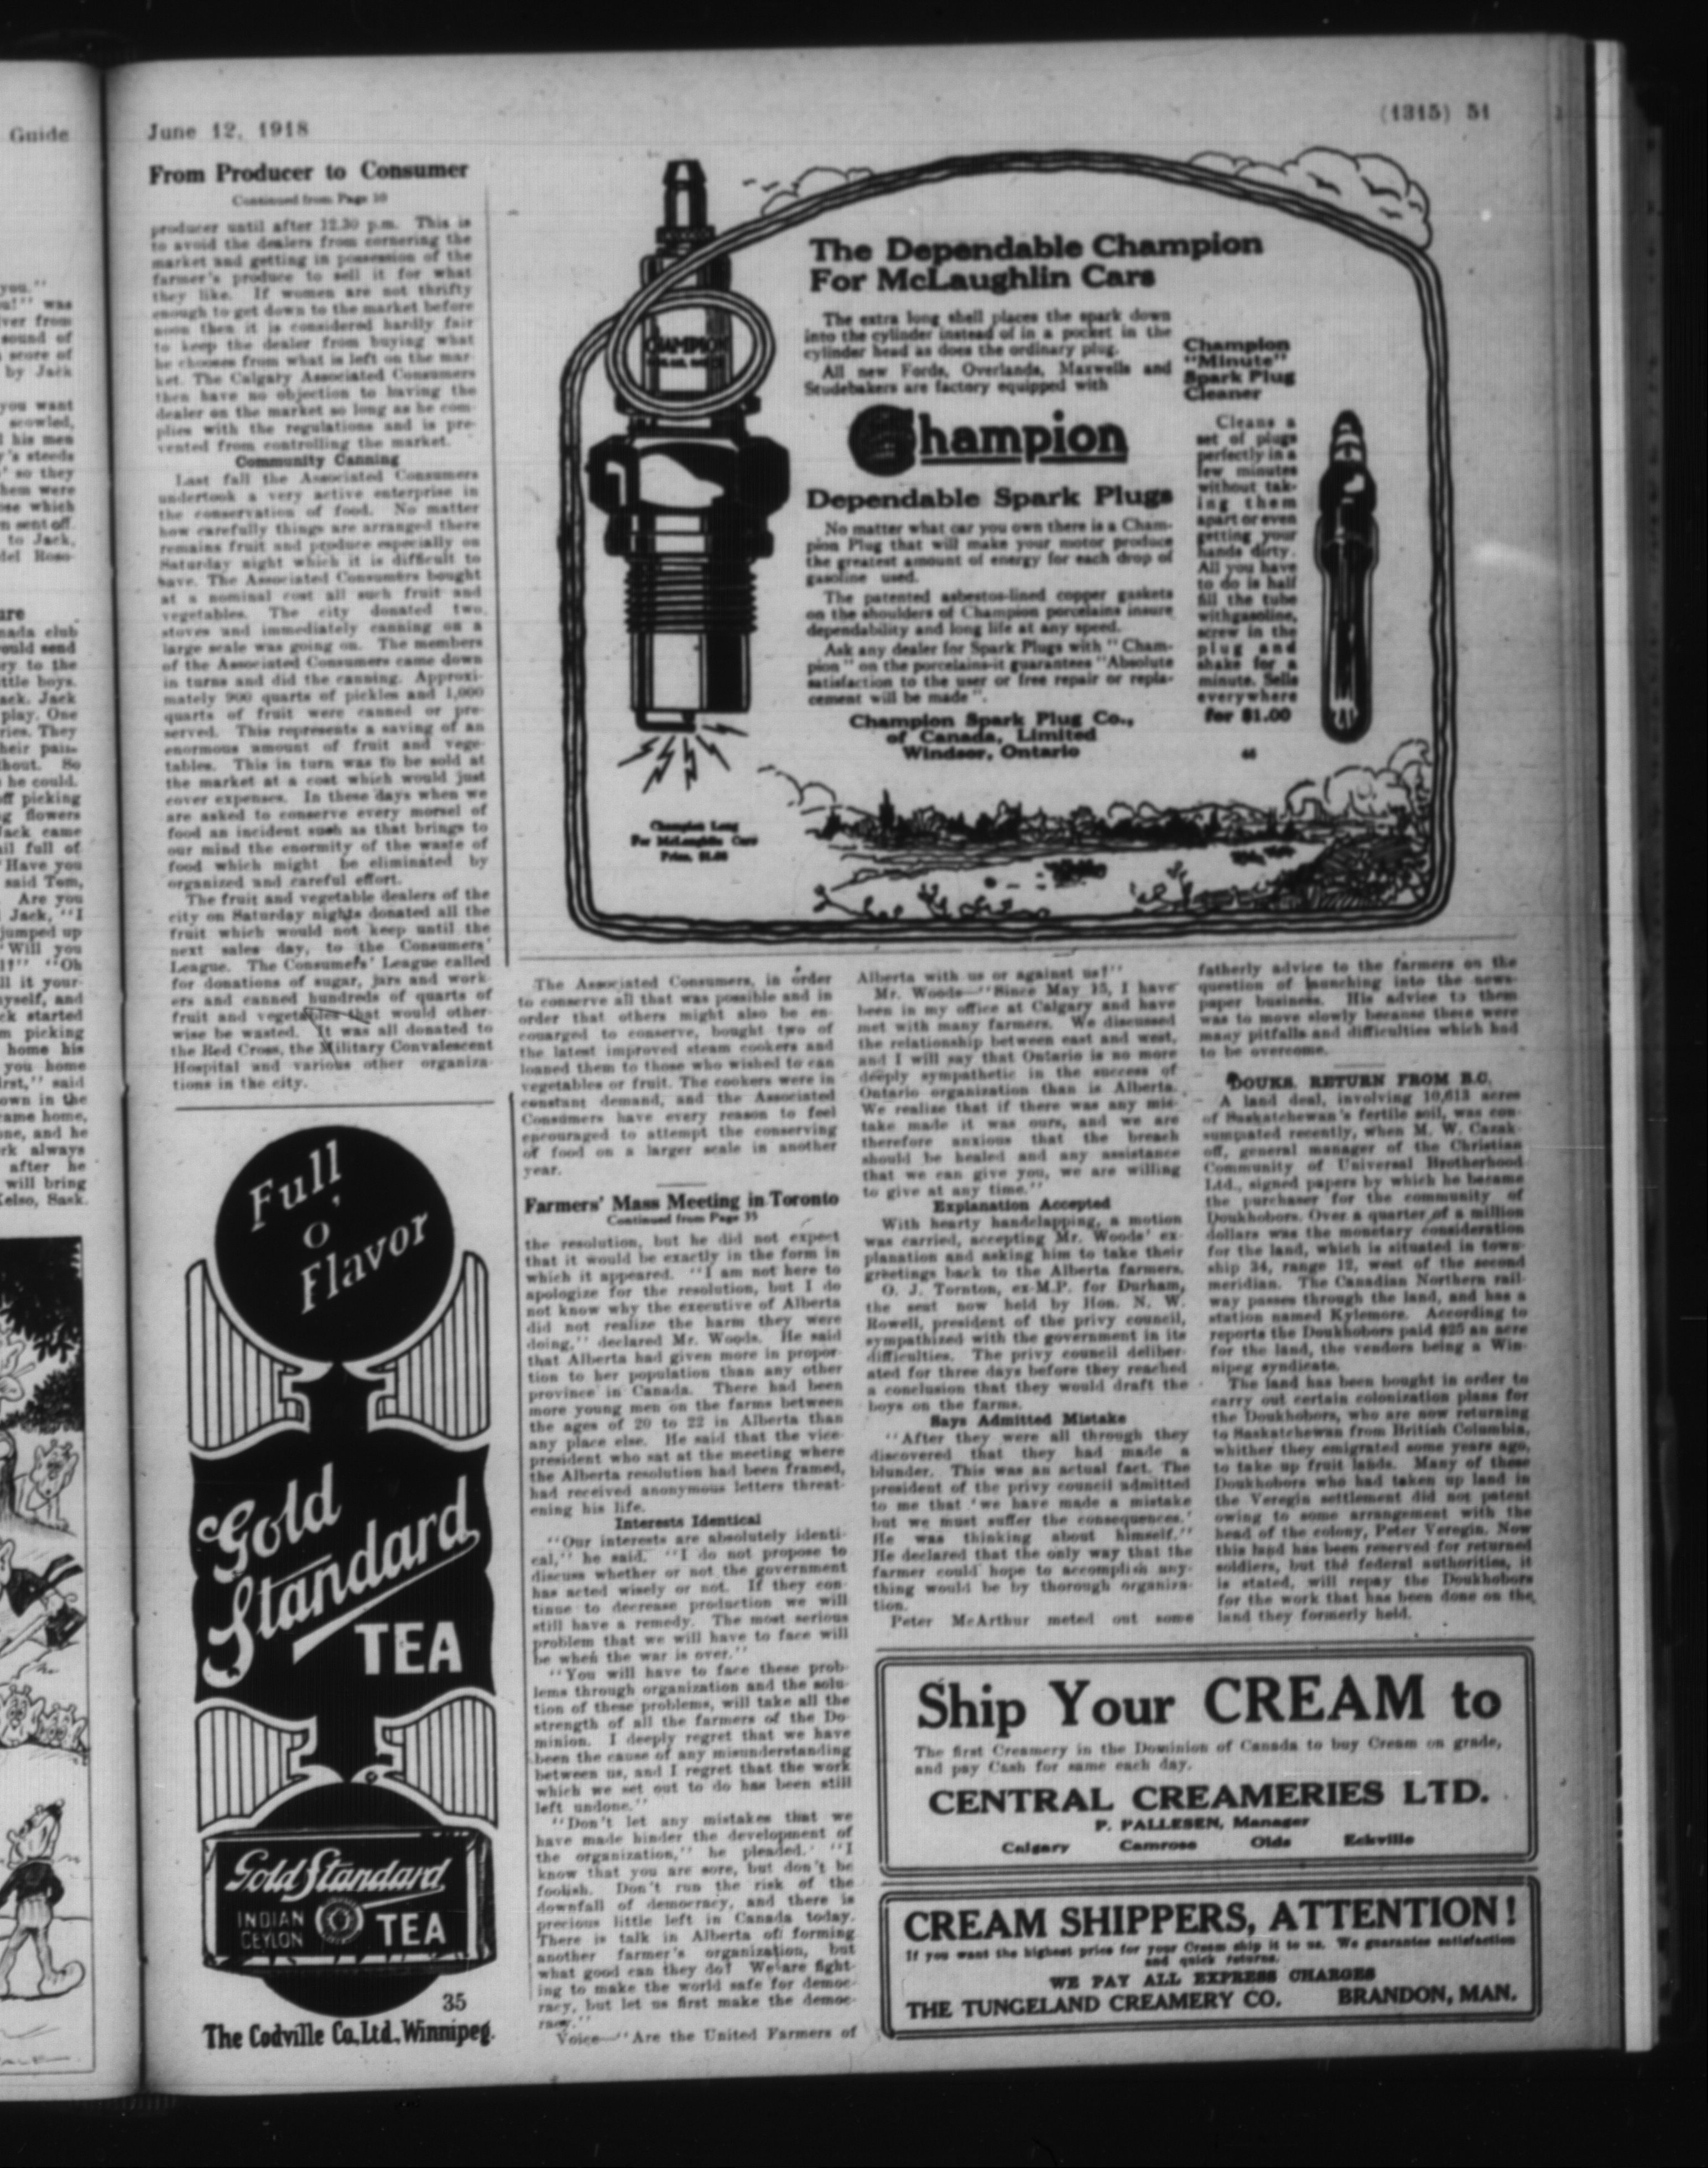 Guide
June 12, 1918
(1315) 51
From Producer to Consumer
Continued from Page 10
producer until after 12.30 p.m. This is
to avoid the dealers from cornering the
market and getting in possession of the
farmer's produce to sell it for what
they like. If women are not thrifty
enough to get down to the market before
noon then it is considered hardly fair
to keep the dealer from buying what
he chooses from what is left on the mar-
ket. The Calgary Associated Consumers
then have no objection to having the
dealer on the market so long as he com-
plies with the regulations and is pre-
vented from controlling the market.
Community Canning
Last fall the Associated Consumers
undertook a very active enterprise in
the conservation of food. No matter
how carefully things are arranged there
remains fruit and produce especially on
Saturday night which it is difficult to
save. The Associated Consumers bought
at a nominal cost all such fruit and
vegetables. The city donated two
stoves and immediately canning on a
large scale was going on. The members
of the Associated Consumers came down
in turns and did the canning. Approxi-
mately 900 quarts of pickles and 1,000
quarts of fruit were canned or pre-
served. This represents a saving of an
enormous amount of fruit and vege-
tables. This in turn was to be sold at
the market at a cost which would just
cover expenses. In these days when we
are asked to conserve every morsel of
food an incident such as that brings to
our mind the enormity of the waste of
food which might be eliminated by
organized and careful effort.
The fruit and vegetable dealers of the
city on Saturday nights donated all the
fruit which would not keep until the
next sales day, to the Consumers'
League. The Consumers' League called
for donations of sugar, jars and work-
ers and canned hundreds of quarts of
fruit and vegetables that would other-
wise be wasted. It was all donated to
the Red Cross, the Military Convalescent
Hospital and various other organiza-
tions in the city.
Full
O'
Flavor
Gold
Standard
TEA
Gold Standard
INDIAN
CEYLON
TEA
35
The Codville Co., Ltd., Winnipeg.
CHAMPION
The Dependable Champion
For McLaughlin Cars
The extra long shell places the spark down
into the cylinder instead of in a pocket in the
cylinder head as does the ordinary plug.
All new Fords, Overlands, Maxwells and
Studebakers are factory equipped with
Champion
Dependable Spark Plugs
No matter what car you own there is a Cham-
pion Plug that will make your motor produce
the greatest amount of energy for each drop of
gasoline used.
The patented asbestos-lined copper gaskets
on the shoulders of Champion porcelains insure
dependability and long life at any speed.
Ask any dealer for Spark Plugs with "Cham-
pion" on the porcelains-it guarantees "Absolute
satisfaction to the user or free repair or repla-
cement will be made".
Champion Spark Plug Co.,
of Canada, Limited
Windsor, Ontario
Champion
"Minute"
Spark Plug
Cleaner
Cleans a
set of plugs
perfectly in a
few minutes
without tak-
ing them
apart or even
getting your
hands dirty.
All you have
to do is half
fill the tube
with gasoline,
screw in the
plug and
shake for a
minute. Sells
everywhere
for $1.00
Champion Long
For McLaughlin Cars
Price,
The Associated Consumers, in order
to conserve all that was possible and in
order that others might also be en-
couarged to conserve, bought two of
the latest improved steam cookers and
loaned them to those who wished to can
vegetables or fruit. The cookers were in
constant demand, and the Associated
Consumers have every reason to feel
encouraged to attempt the conserving
of food on a larger scale in another
year.
Farmers' Mass Meeting in Toronto
Continued from Page 35
the resolution, but he did not expect
that it would be exactly in the form in
which it appeared. "I am not here to
apologize for the resolution, but I do
not know why the executive of Alberta
did not realize the harm they were
doing," declared Mr. Woods. He said
that Alberta had given more in propor-
tion to her population than any other
province in Canada. There had been
more young men on the farms between
the ages of 20 to 22 in Alberta than
any place else. He said that the vice-
president who sat at the meeting where
the Alberta resolution had been framed,
had received anonymous letters threat-
ening his life.
Interests Identical
"Our interests are absolutely identi-
cal," he said. "I do not propose to
discuss whether or not the government
has acted wisely or not. If they con-
tinue to decrease production we will
still have a remedy. The most serious
problem that we will have to face will
be when the war is over."
"You will have to face these prob-
lems through organization and the solu-
tion of these problems, will take all the
strength of all the farmers of the Do-
minion. I deeply regret that we have
been the cause of any misunderstanding
between us, and I regret that the work
which we set out to do has been still
left undone."
"Don't let any mistakes that we
have made hinder the development of
the organization," he pleaded. "I
know that you are sore, but don't be
foolish. Don't run the risk of the
downfall of democracy, and there is
precious little left in Canada today.
There is talk in Alberta of forming
another farmer's organization, but
what good can they do? We are fight-
ing to make the world safe for democ-
racy, but let us first make the democ-
racy."
Voice—"Are the United Farmers of
Alberta with us or against us?"
Mr. Woods—"Since May 15, I have
been in my office at Calgary and have
met with many farmers. We discussed
the relationship between east and west,
and I will say that Ontario is no more
deeply sympathetic in the success of
Ontario organization than is Alberta.
We realize that if there was any mis-
take made it was ours, and we are
therefore anxious that the breach
should be healed and any assistance
that we can give you, we are willing
to give at any time."
Explanation Accepted
With hearty handclapping, a motion
was carried, accepting Mr. Woods' ex-
planation and asking him to take their
greetings back to the Alberta farmers.
O. J. Tornton, ex-M.P. for Durham,
the seat now held by Hon. N. W.
Rowell, president of the privy council,
sympathized with the government in its
difficulties. The privy council deliber-
ated for three days before they reached
a conclusion that they would draft the
boys on the farms.
Says Admitted Mistake
"After they were all through they
discovered that they had made a
blunder. This was an actual fact. The
president of the privy council admitted
to me that 'we have made a mistake
but we must suffer the consequences.'
He was thinking about himself."
He declared that the only way that the
farmer could hope to accomplish any-
thing would be by thorough organiza-
tion.
Peter McArthur meted out some
fatherly advice to the farmers on the
question of launching into the news-
paper business. His advice to them
was to move slowly because there were
many pitfalls and difficulties which had
to be overcome.
DOUKS. RETURN FROM B.C.
A land deal, involving 10,613 acres
of Saskatchewan's fertile soil, was con-
sumpated recently, when M. W. Cazak-
off, general manager of the Christian
Community of Universal Brotherhood
Ltd., signed papers by which he became
the purchaser for the community of
Doukhobors. Over a quarter of a million
dollars was the monetary consideration
for the land, which is situated in town-
ship 34, range 12, west of the second
meridian. The Canadian Northern rail-
way passes through the land, and has a
station named Kylemore. According to
reports the Doukhobors paid $25 an acre
for the land, the vendors being a Win-
nipeg syndicate.
The land has been bought in order to
carry out certain colonization plans for
the Doukhobors, who are now returning
to Saskatchewan from British Columbia,
whither they emigrated some years ago,
to take up fruit lands. Many of these
Doukhobors who had taken up land in
the Veregin settlement did not patent
owing to some arrangement with the
head of the colony, Peter Veregin. Now
this land has been reserved for returned
soldiers, but the federal authorities, it
is stated, will repay the Doukhobors
for the work that has been done on the
land they formerly held.
Ship Your CREAM to
The first Creamery in the Dominion of Canada to buy Cream on grade,
and pay Cash for same each day.
CENTRAL CREAMERIES LTD.
P. PALLESEN, Manager
Calgary Camrose Olds Eckville
CREAM SHIPPERS, ATTENTION!
If you want the highest price for your Cream ship it to us. We guarantee satisfaction
and quick returns.
WE PAY ALL EXPRESS CHARGES
THE TUNGELAND CREAMERY CO. BRANDON, MAN.